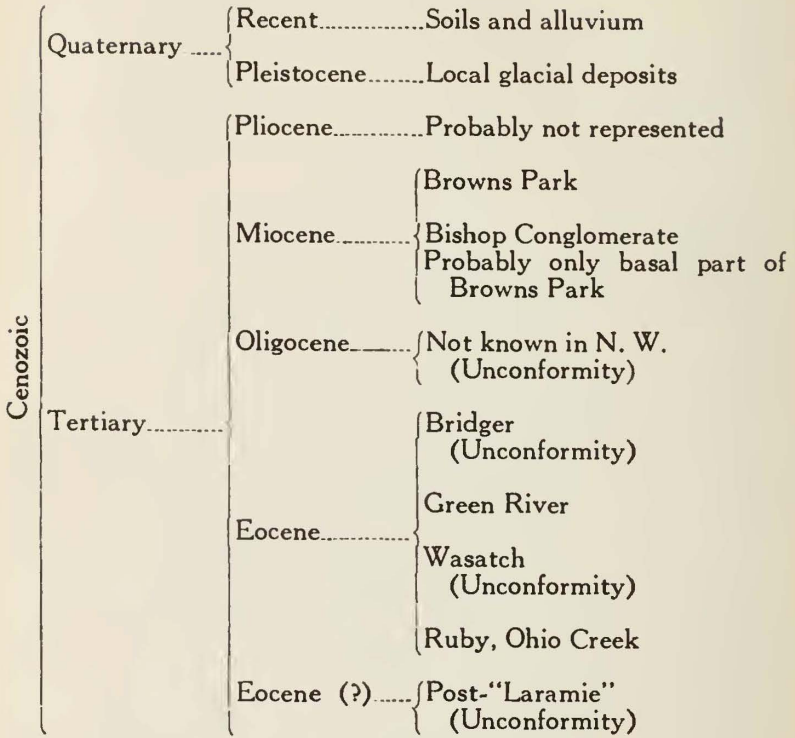 Cenozoic
Quaternary
Recent..............Soils and alluvium
Pleistocene........Local glacial deposits
Tertiary
Pliocene............Probably not represented
Miocene
Browns Park
Bishop Conglomerate
Probably only basal part of
Browns Park
Oligocene
Not known in N. W.
(Unconformity)
Eocene
Bridger
(Unconformity)
Green River
Wasatch
(Unconformity)
Ruby, Ohio Creek
Eocene (?)
Post-“Laramie”
(Unconformity)